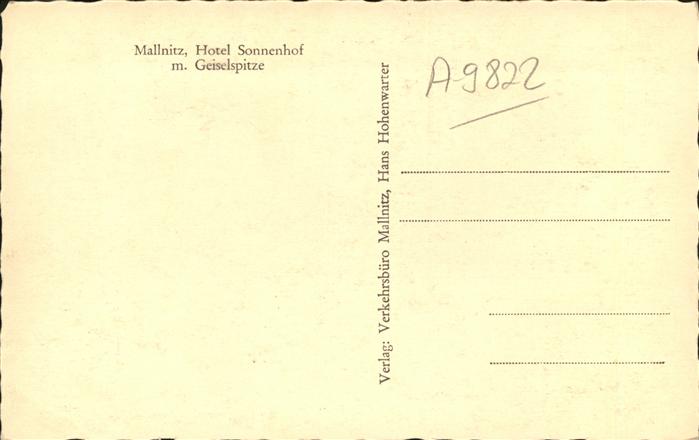 Mallnitz, Hotel Sonnenhof
m. Geiselspitze
Verlag: Verkehrsbüro Mallnitz, Hans Hohenwarter
A9822